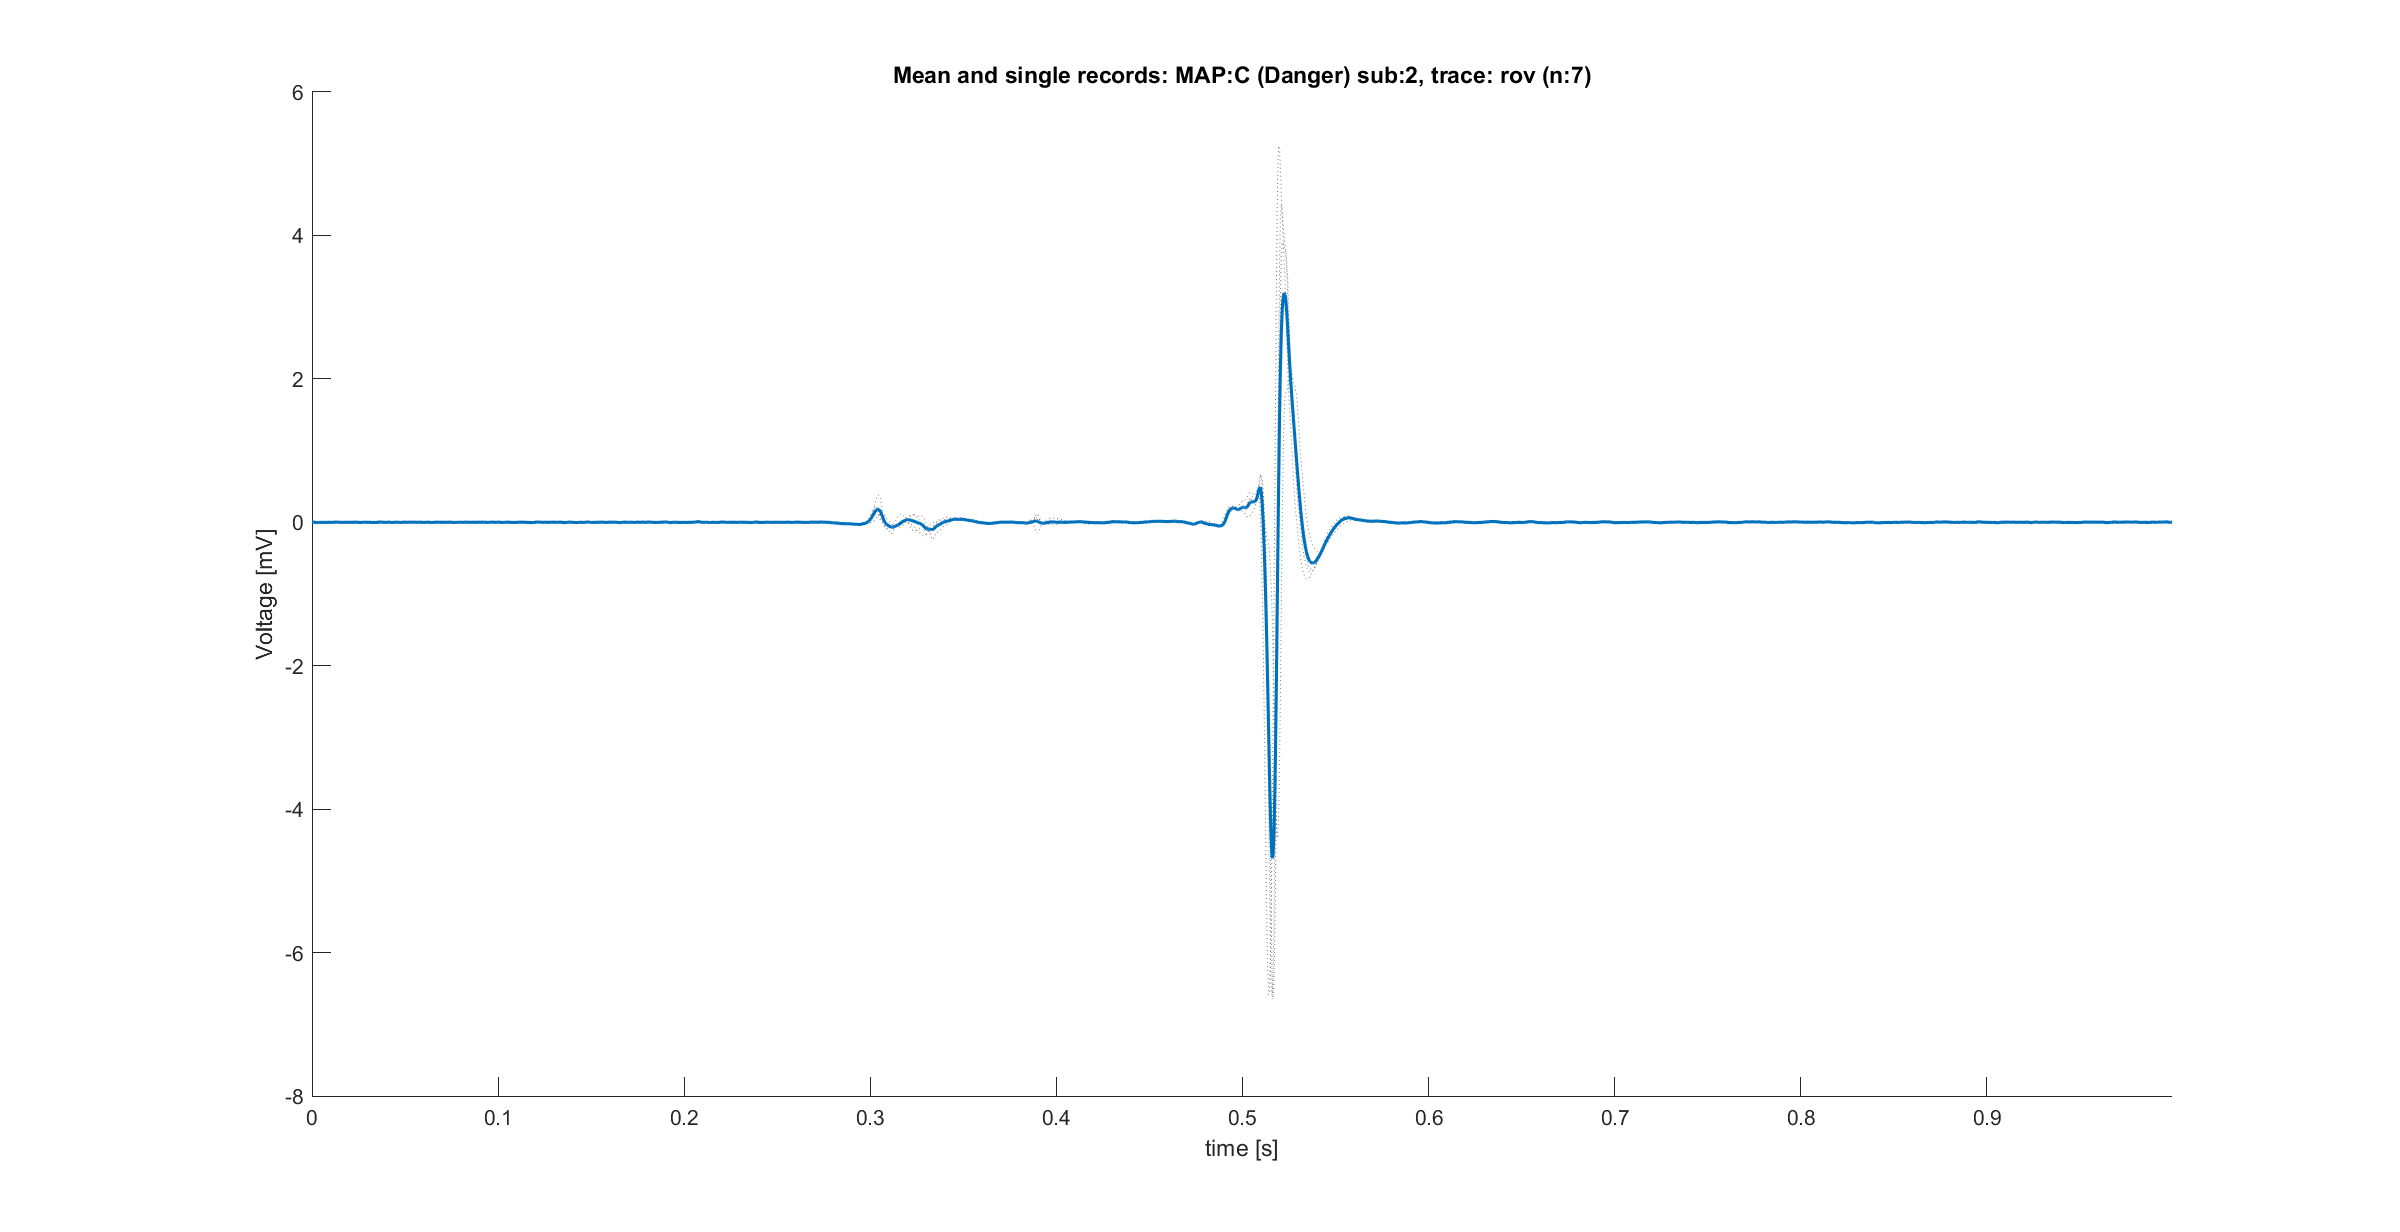 Mean and single records: MAP:C (Danger) sub:2, trace: rov (n:7)
6
4
2
0
-2
-4
-6
-8
Voltage [mV]
0 0.1 0.2 0.3 0.4 0.5 0.6 0.7 0.8 0.9
time [s]